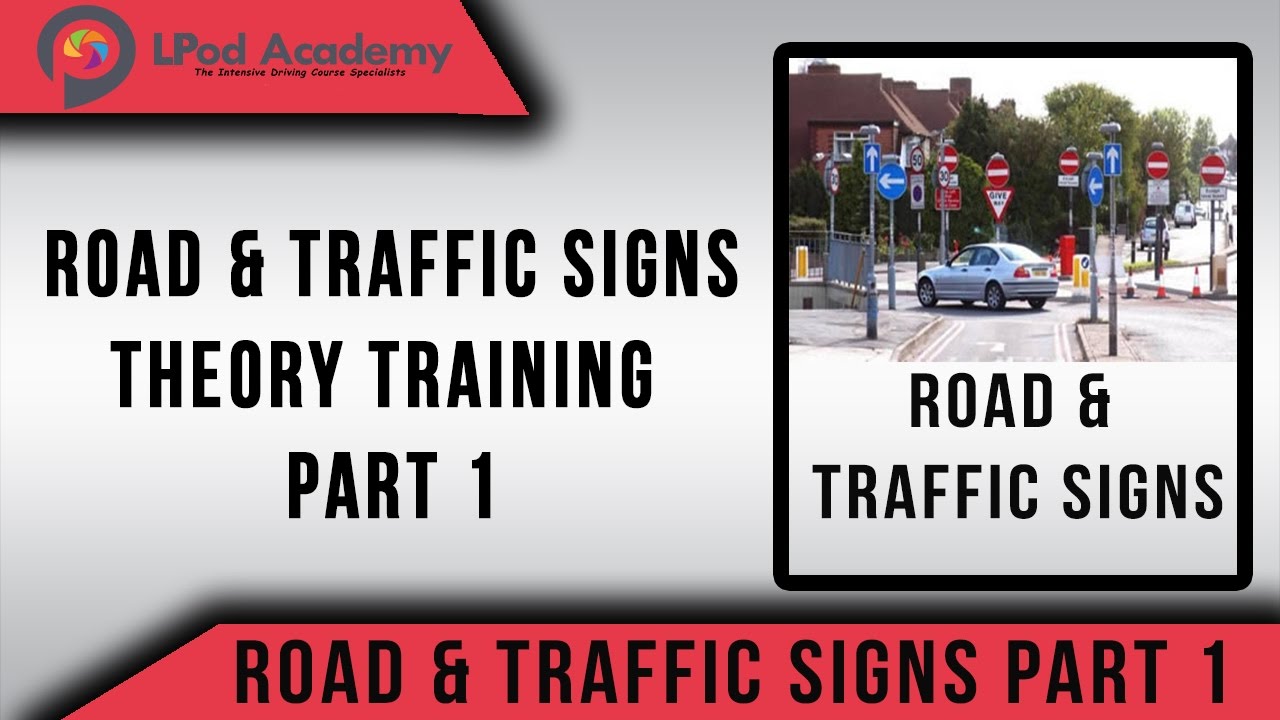 LPod Academy
The Intensive Driving Course Specialists
ROAD & TRAFFIC SIGNS
THEORY TRAINING
PART 1
50
30
30
GIVE
WAY
ROAD &
TRAFFIC SIGNS
ROAD & TRAFFIC SIGNS PART 1